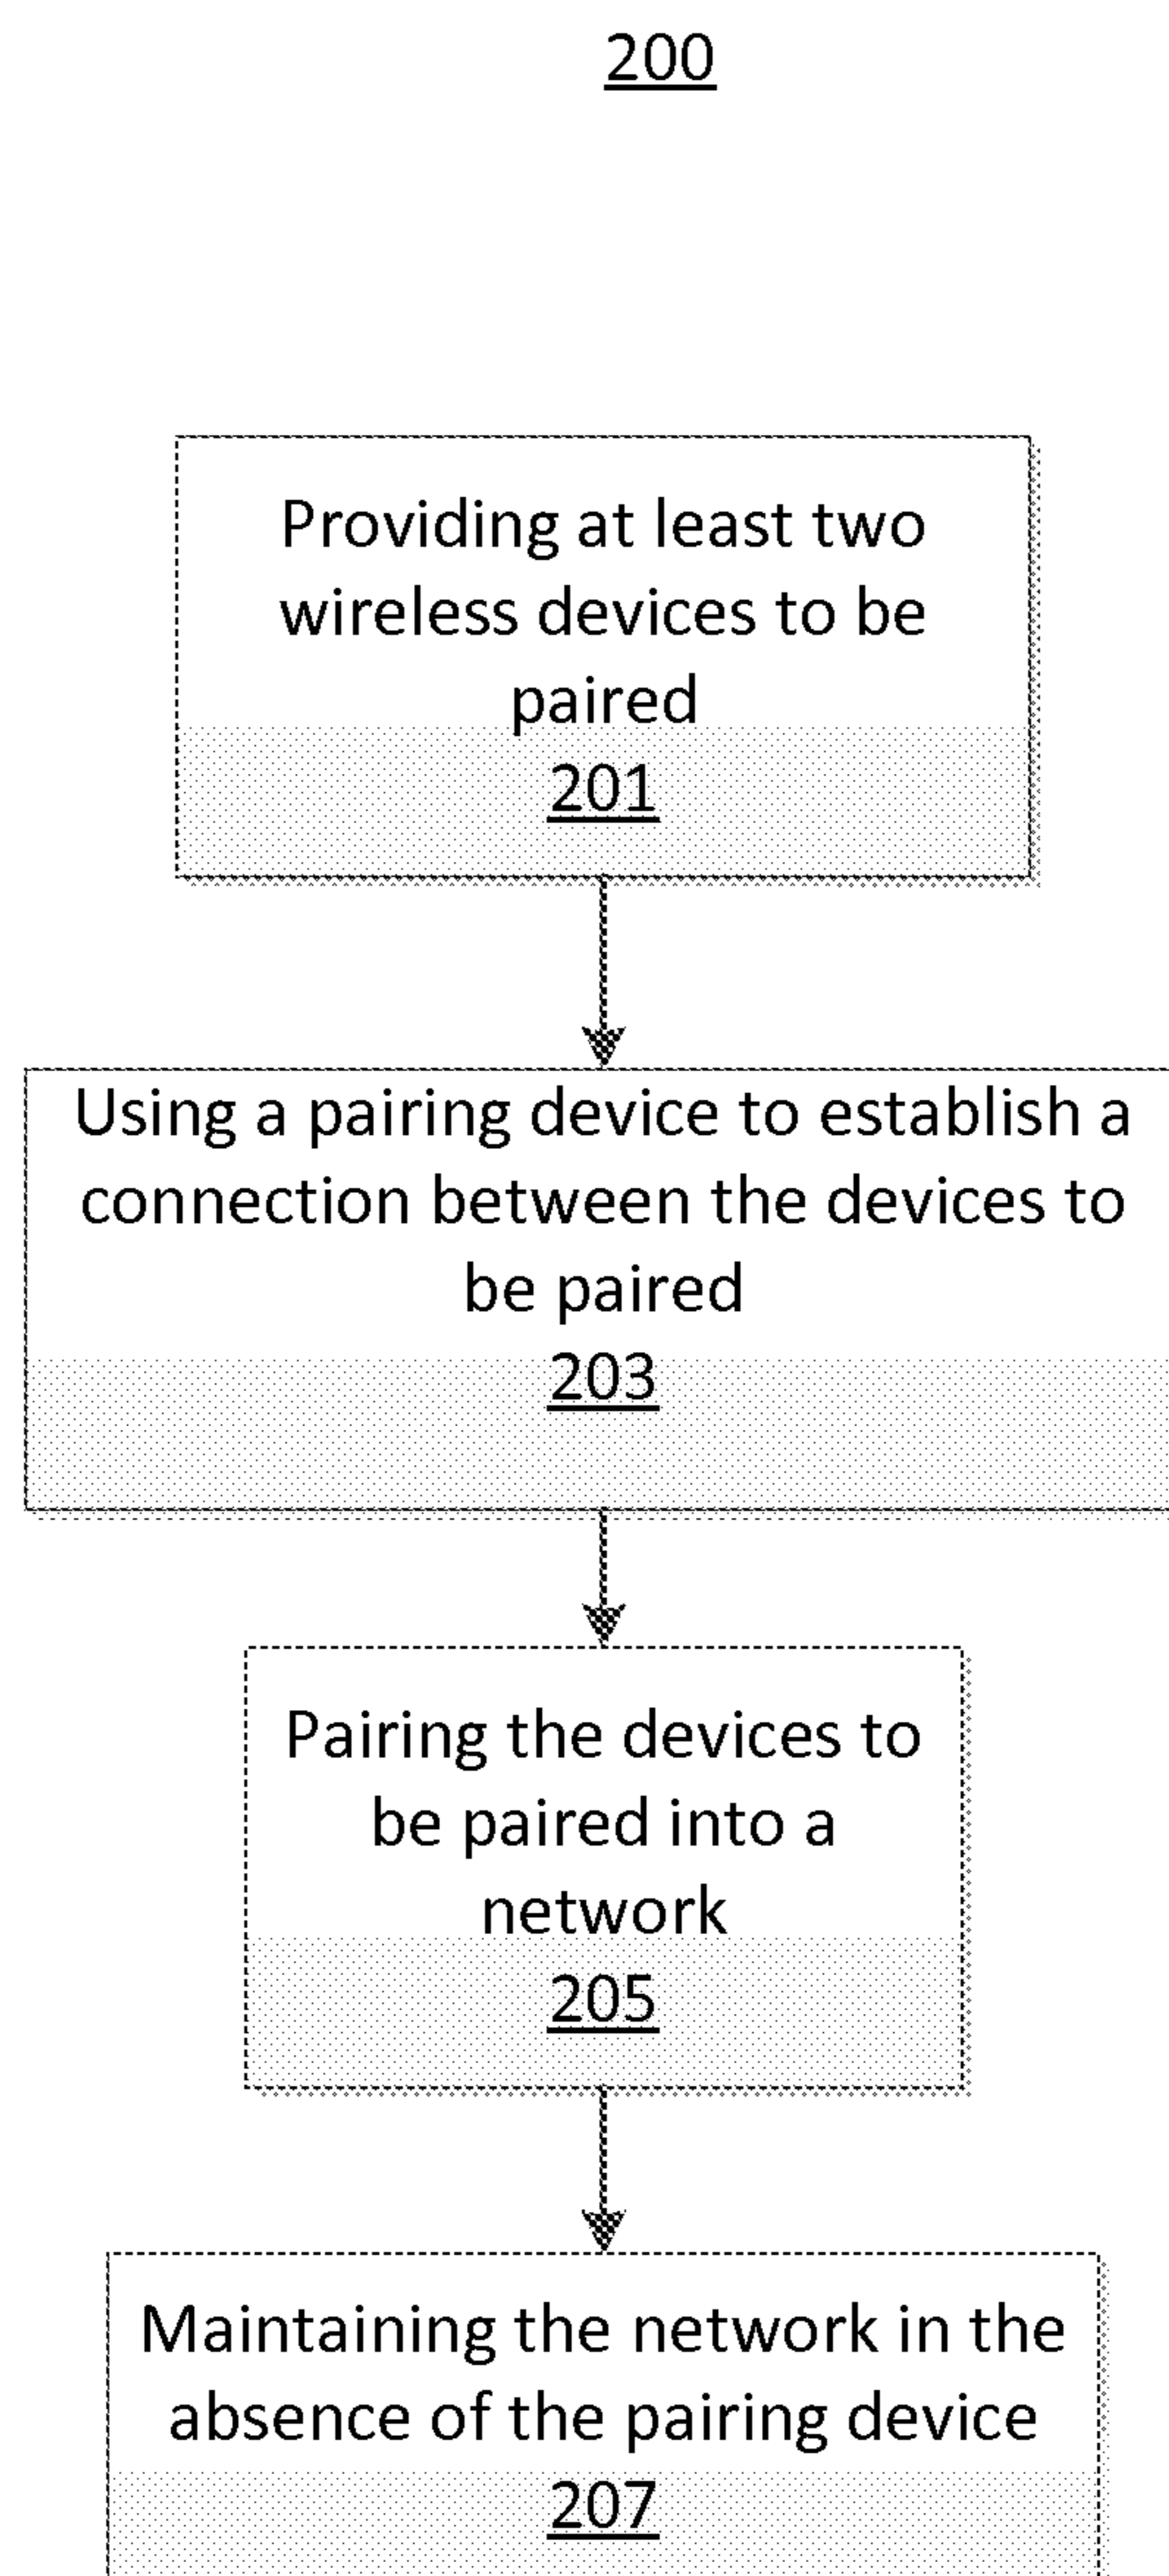 200
Providing at least two
wireless devices to be
paired
201
Using a pairing device to establish a
connection between the devices to
be paired
203
Pairing the devices to
be paired into a
network
205
Maintaining the network in the
absence of the pairing device
207